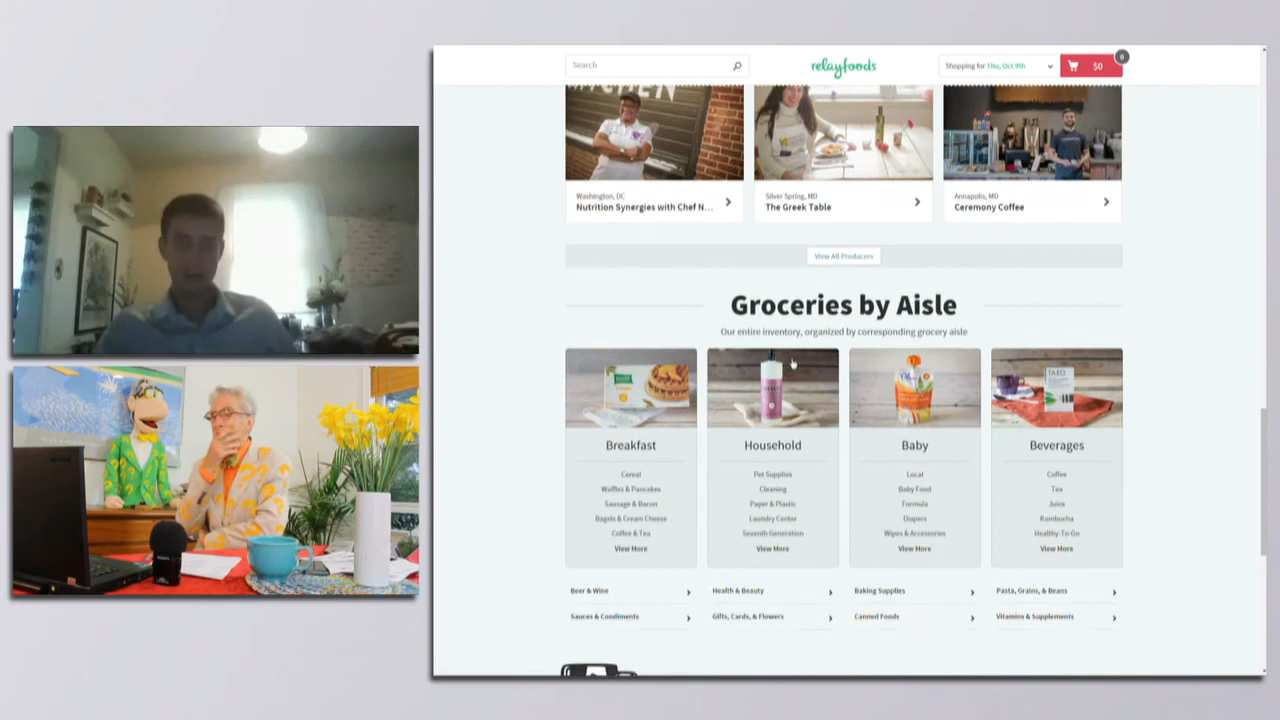 Search
relayfoods
Shopping for Thu, Oct 9th
$0
0
Washington, DC
Nutrition Synergies with Chef N...
Silver Spring, MD
The Greek Table
Annapolis, MD
Ceremony Coffee
View All Producers
Groceries by Aisle
Our entire inventory, organized by corresponding grocery aisle
Breakfast
Cereal
Waffles & Pancakes
Sausage & Bacon
Bagels & Cream Cheese
Coffee & Tea
View More
Household
Pet Supplies
Cleaning
Paper & Plastic
Laundry Center
Seventh Generation
View More
Baby
Local
Baby Food
Formula
Diapers
Wipes & Accessories
View More
TAZO
Beverages
Coffee
Tea
Juice
Kombucha
Healthy-To-Go
View More
Beer & Wine
Health & Beauty
Baking Supplies
Pasta, Grains, & Beans
Sauces & Condiments
Gifts, Cards, & Flowers
Canned Foods
Vitamins & Supplements